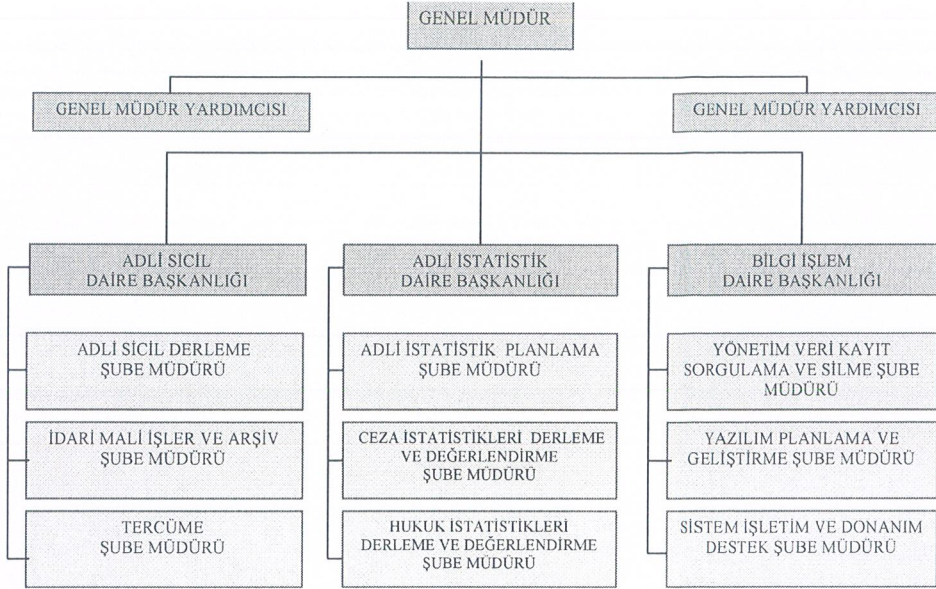 GENEL MÜDÜR
GENEL MÜDÜR YARDIMCISI
GENEL MÜDÜR YARDIMCISI
ADLİ SİCİL
DAİRE BAŞKANLIĞI
ADLİ İSTATİSTİK
DAİRE BAŞKANLIĞI
BİLGİ İŞLEM
DAİRE BAŞKANLIĞI
ADLİ SİCİL DERLEME
ŞUBE MÜDÜRÜ
ADLİ İSTATİSTİK PLANLAMA
ŞUBE MÜDÜRÜ
YÖNETİM VERİ KAYIT
SORGULAMA VE SİLME ŞUBE
MÜDÜRÜ
İDARİ MALİ İŞLER VE ARŞİV
ŞUBE MÜDÜRÜ
CEZA İSTATİSTİKLERİ DERLEME
VE DEĞERLENDİRME
ŞUBE MÜDÜRÜ
YAZILIM PLANLAMA VE
GELİŞTİRME ŞUBE MÜDÜRÜ
TERCÜME
ŞUBE MÜDÜRÜ
HUKUK İSTATİSTİKLERİ
DERLEME VE DEĞERLENDİRME
ŞUBE MÜDÜRÜ
SİSTEM İŞLETİM VE DONANIM
DESTEK ŞUBE MÜDÜRÜ